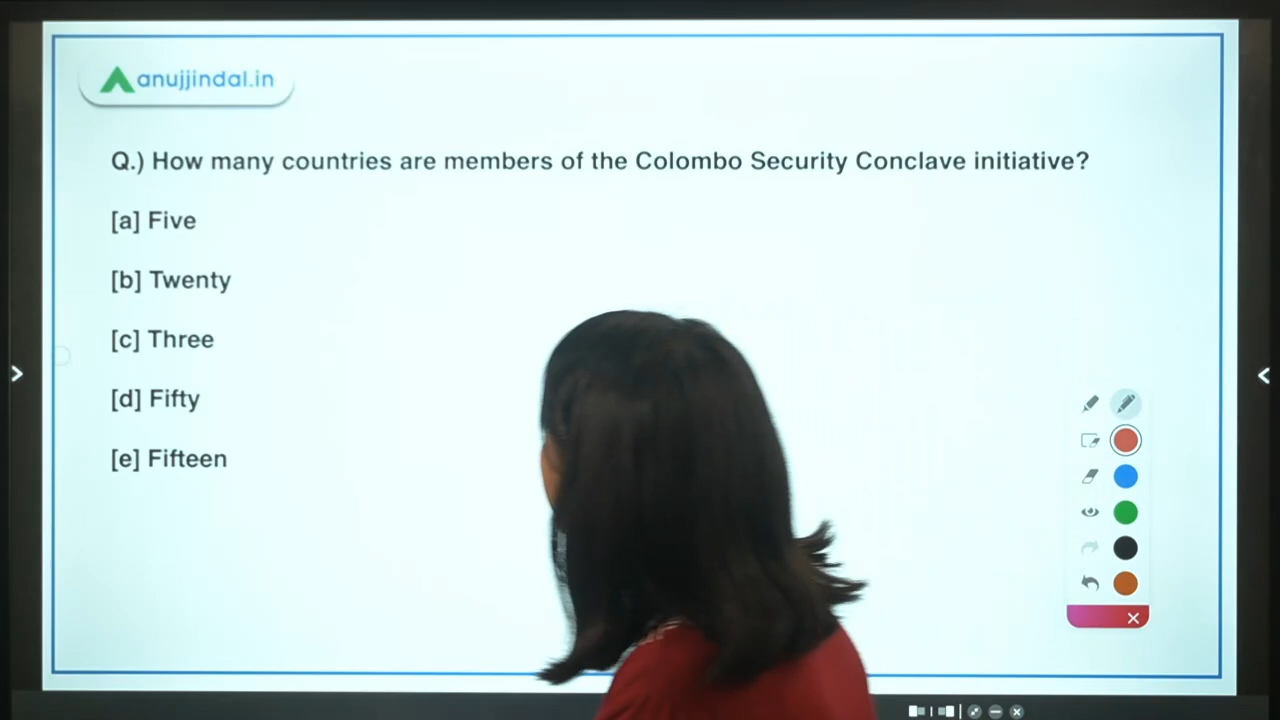 anujjindal.in
Q.) How many countries are members of the Colombo Security Conclave initiative?
[a] Five
[b] Twenty
[c] Three
[d] Fifty
[e] Fifteen